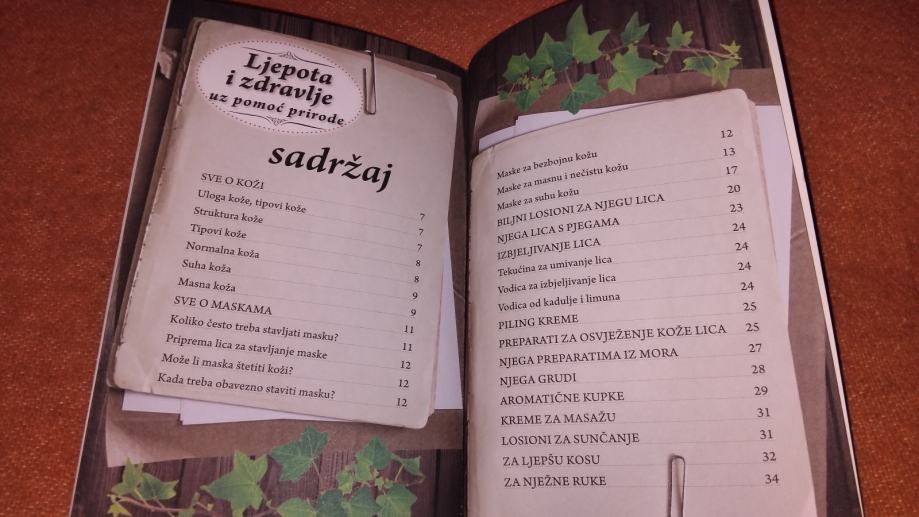 Ljepota
i zdravlje
uz pomoć prirode
sadržaj
SVE O KOŽI 7
Uloga kože, tipovi kože 7
Struktura kože 7
Tipovi kože 8
Normalna koža 8
Suha koža 9
Masna koža 9
SVE O MASKAMA 11
Koliko često treba stavljati masku? 11
Priprema lica za stavljanje maske 12
Može li maska štetiti koži? 12
Kada treba obavezno staviti masku? 12
Maske za bezbojnu kožu 12
Maske za masnu i nečistu kožu 13
Maske za suhu kožu 17
BILJNI LOSIONI ZA NJEGU LICA 20
NJEGA LICA S PJEGAMA 23
IZBJELJIVANJE LICA 24
Tekućina za umivanje lica 24
Vodica za izbjeljivanje lica 24
Vodica od kadulje i limuna 24
PILING KREME 25
PREPARATI ZA OSVJEŽENJE KOŽE LICA 25
NJEGA PREPARATIMA IZ MORA 27
NJEGA GRUDI 28
AROMATIČNE KUPKE 29
KREME ZA MASAŽU 31
LOSIONI ZA SUNČANJE 31
ZA LJEPŠU KOSU 32
ZA NJEŽNE RUKE 34